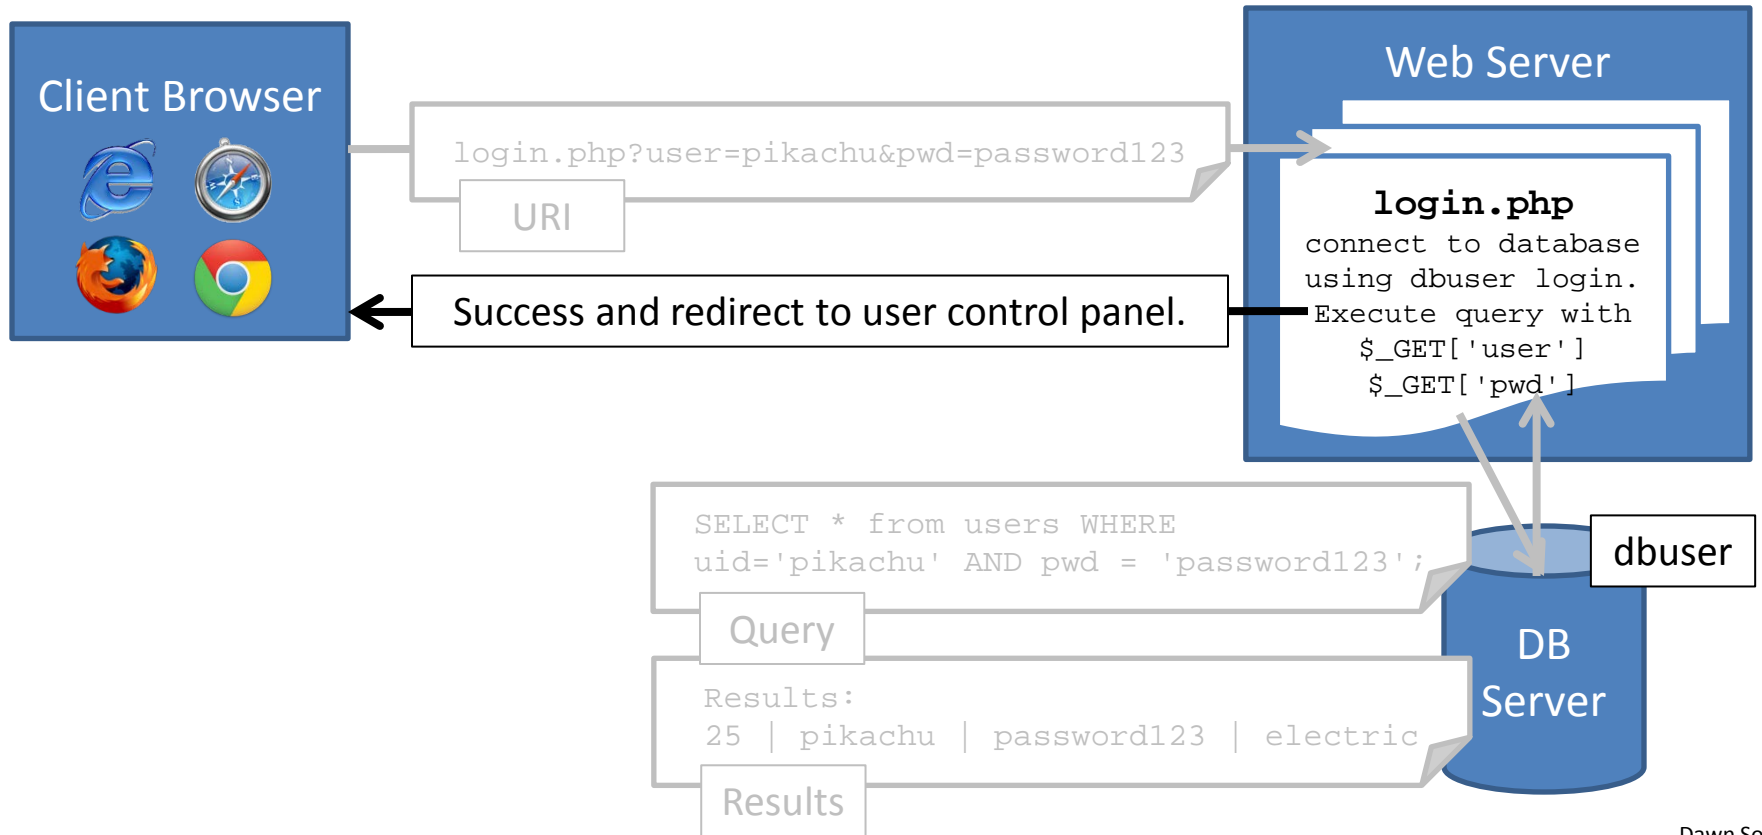 Client Browser
login.php?user=pikachu&pwd=password123
URI
Success and redirect to user control panel.
Web Server
login.php
connect to database
using dbuser login.
Execute query with
$_GET['user']
$_GET['pwd']
SELECT * from users WHERE
uid='pikachu' AND pwd = 'password123';
Query
Results:
25 | pikachu | password123 | electric
Results
dbuser
DB
Server
Dawn